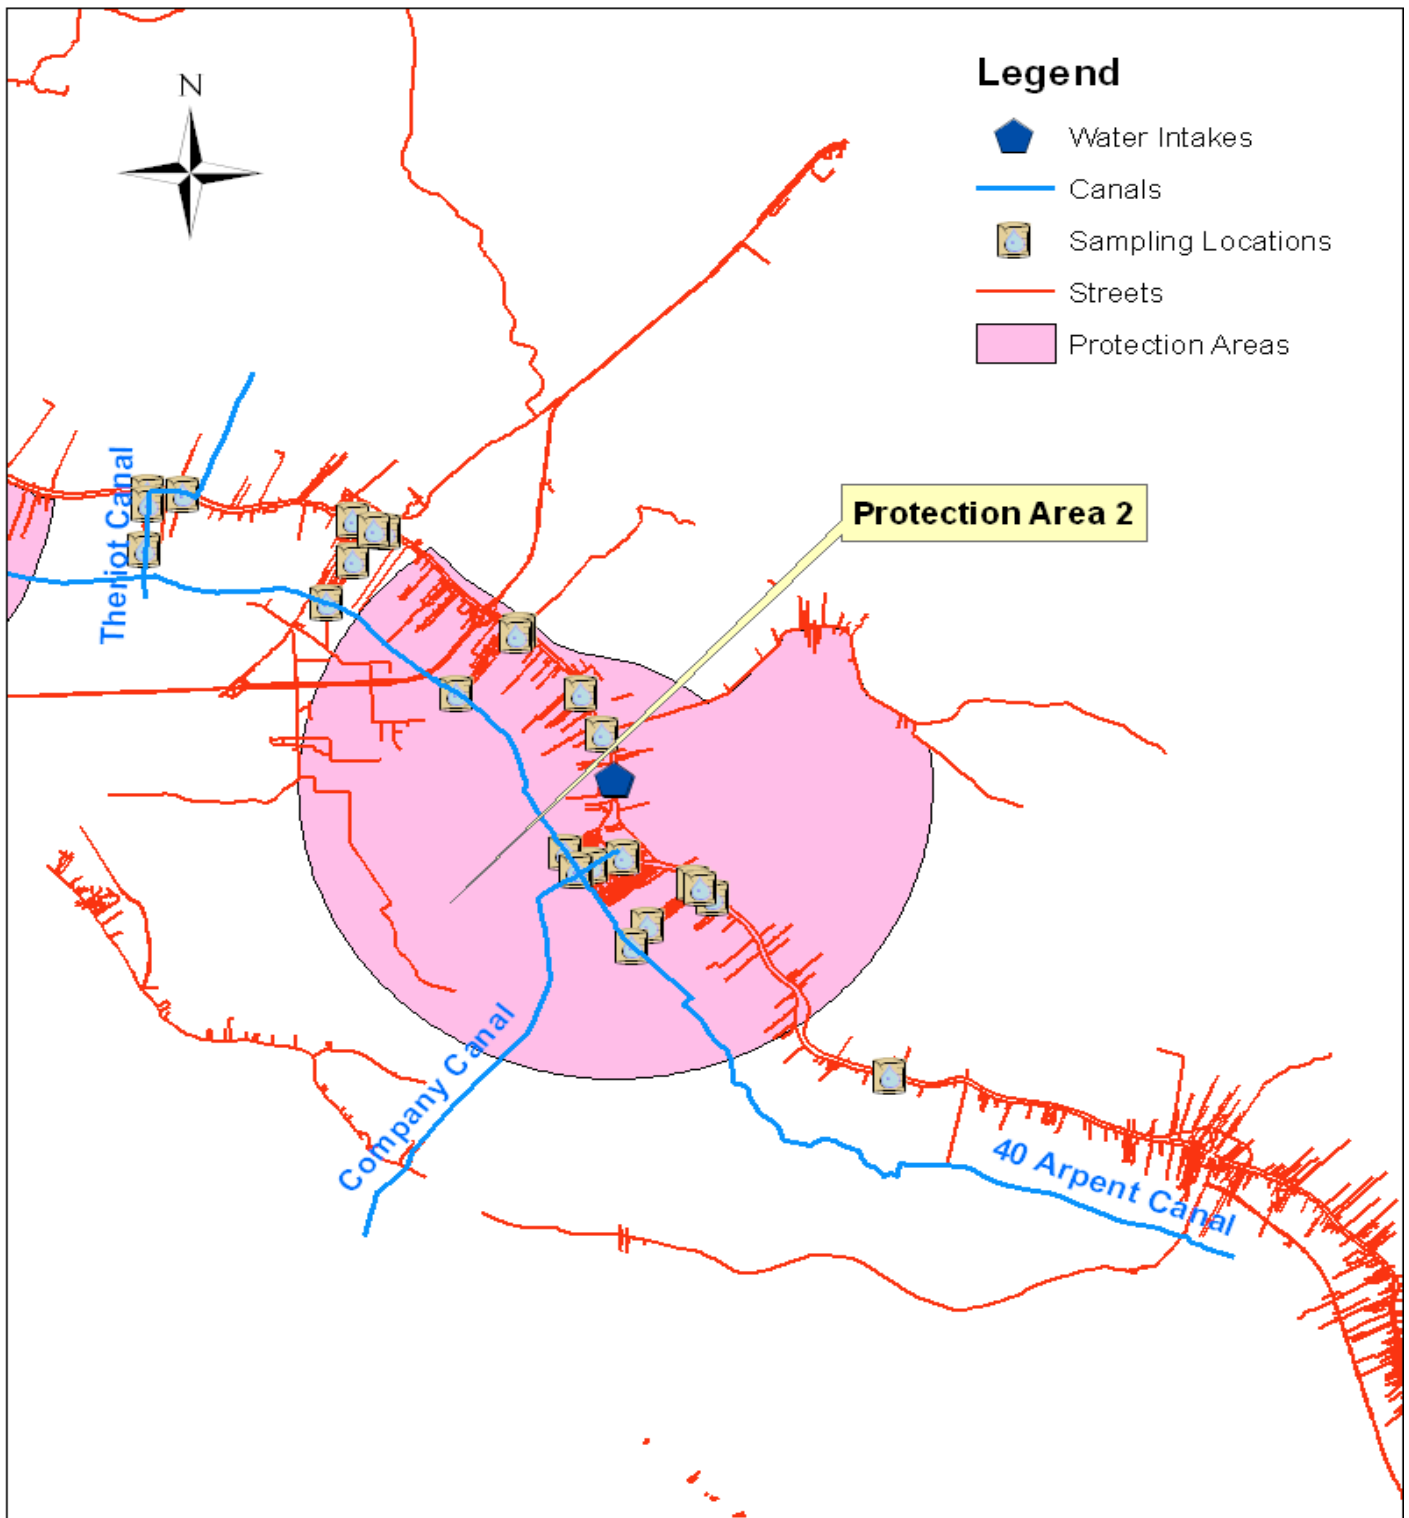 N
Legend
Water Intakes
Canals
Sampling Locations
Streets
Protection Areas
Theriot Canal
Protection Area 2
Company Canal
40 Arpent Canal